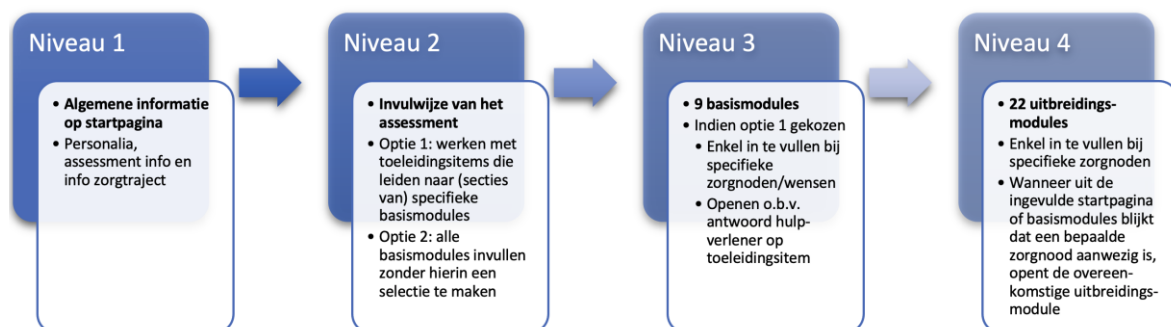 Niveau 1
• Algemene informatie
op startpagina
• Personalia,
assessment info en
info zorgtraject
Niveau 2
• Invulwijze van het
assessment
• Optie 1: werken met
toeleidingsitems die
leiden naar (secties
van) specifieke
basismodules
• Optie 2: alle
basismodules invullen
zonder hierin een
selectie te maken
Niveau 3
• 9 basismodules
• Indien optie 1 gekozen
• Enkel in te vullen bij
specifieke
zorgnoden/wensen
• Openen o.b.v.
antwoord hulp-
verlener op
toeleidingsitem
Niveau 4
• 22 uitbreidings-
modules
• Enkel in te vullen bij
specifieke zorgnoden
• Wanneer uit de
ingevulde startpagina
of basismodules blijkt
dat een bepaalde
zorgnood aanwezig is,
opent de overeen-
komstige uitbreidings-
module